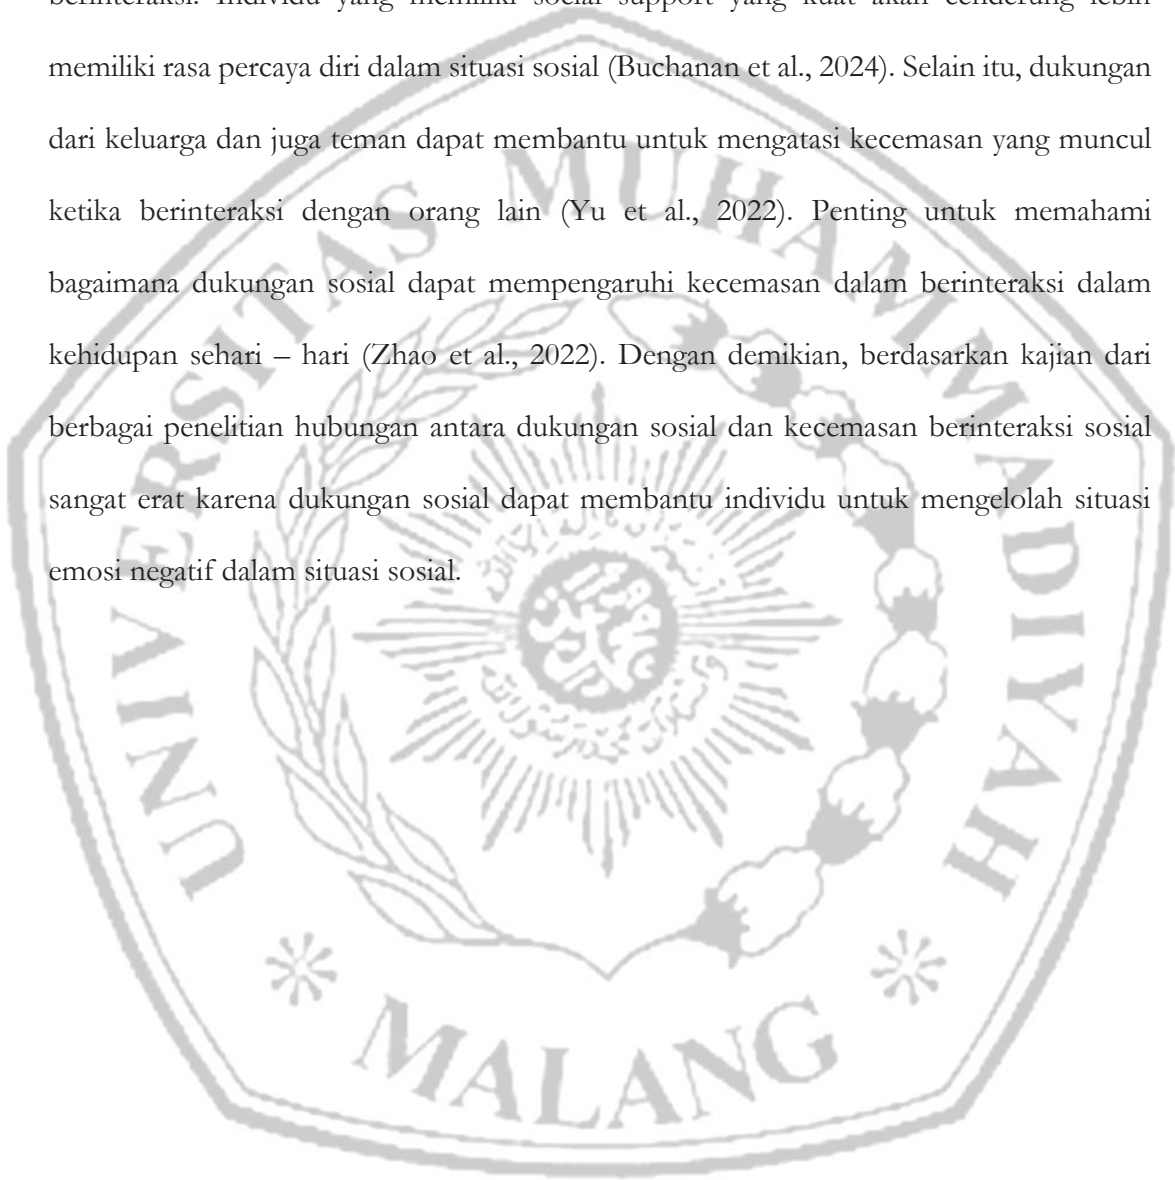 berinteraksi. Individu yang memiliki social support yang kuat akan cenderung lebih
memiliki rasa percaya diri dalam situasi sosial (Buchanan et al., 2024). Selain itu, dukungan
dari keluarga dan juga teman dapat membantu untuk mengatasi kecemasan yang muncul
ketika berinteraksi dengan orang lain (Yu et al., 2022). Penting untuk memahami
bagaimana dukungan sosial dapat mempengaruhi kecemasan dalam berinteraksi dalam
kehidupan sehari – hari (Zhao et al., 2022). Dengan demikian, berdasarkan kajian dari
berbagai penelitian hubungan antara dukungan sosial dan kecemasan berinteraksi sosial
sangat erat karena dukungan sosial dapat membantu individu untuk mengelolah situasi
emosi negatif dalam situasi sosial.
UNIVERSITAS MUHAMMADIYAH
MALANG